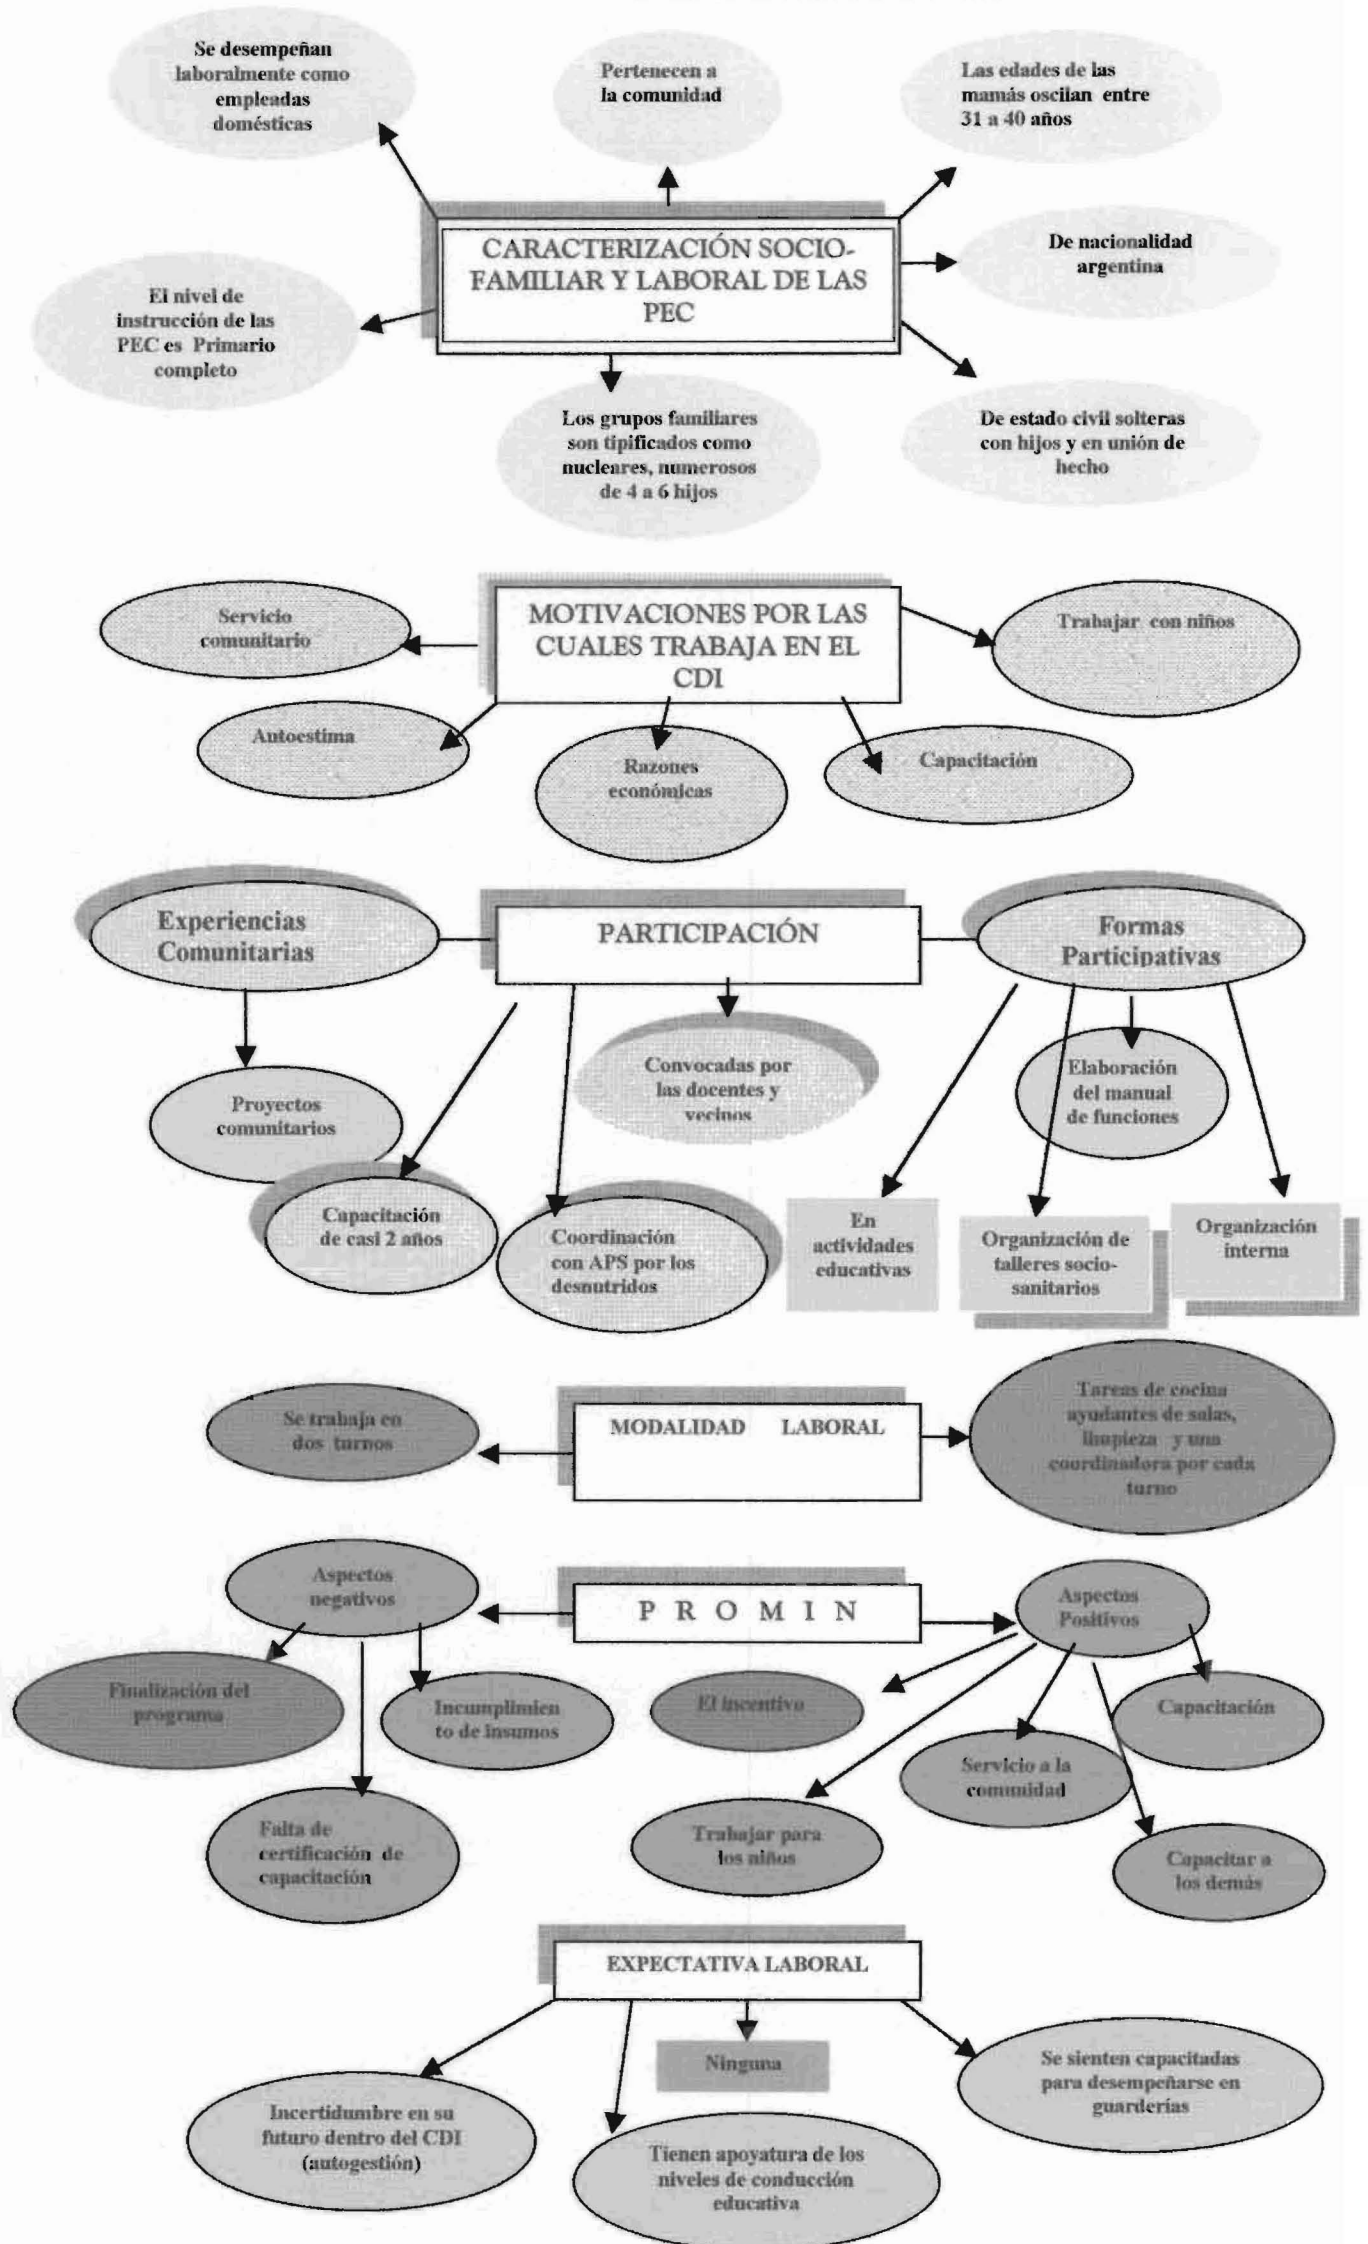 Se desempeñan
laboralmente como
empleadas
domésticas
Pertenecen a
la comunidad
Las edades de las
mamás oscilan entre
31 a 40 años
CARACTERIZACIÓN SOCIO-
FAMILIAR Y LABORAL DE LAS
PEC
De nacionalidad
argentina
El nivel de
instrucción de las
PEC es Primario
completo
Los grupos familiares
son tipificados como
nucleares, numerosos
de 4 a 6 hijos
De estado civil solteras
con hijos y en unión de
hecho
MOTIVACIONES POR LAS
CUALES TRABAJA EN EL
CDI
Servicio
comunitario
Trabajar con niños
Autoestima
Razones
económicas
Capacitación
Experiencias
Comunitarias
PARTICIPACIÓN
Formas
Participativas
Convocadas por
las docentes y
vecinos
Elaboración
del manual
de funciones
Proyectos
comunitarios
Capacitación
de casi 2 años
Coordinación
con APS por los
desnutridos
En
actividades
educativas
Organización de
talleres socio-
sanitarios
Organización
interna
Se trabaja en
dos turnos
MODALIDAD LABORAL
Tareas de cocina
ayudantes de salas,
limpieza y una
coordinadora por cada
turno
Aspectos
negativos
P R O M I N
Aspectos
Positivos
Finalización del
programa
Incumplimien
to de insumos
El incentivo
Capacitación
Servicio a la
comunidad
Falta de
certificación de
capacitación
Trabajar para
los niños
Capacitar a
los demás
EXPECTATIVA LABORAL
Ninguna
Se sienten capacitadas
para desempeñarse en
guarderías
Incertidumbre en su
futuro dentro del CDI
(autogestión)
Tienen apoyatura de los
niveles de conducción
educativa